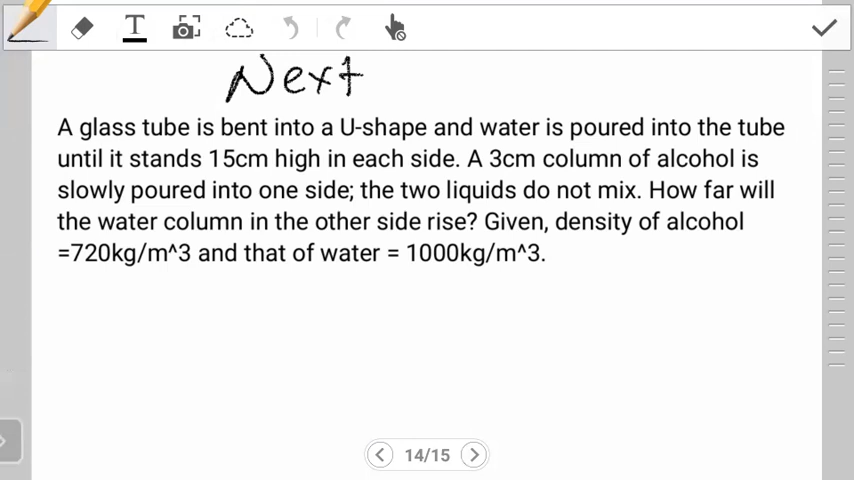 T
Next
A glass tube is bent into a U-shape and water is poured into the tube
until it stands 15cm high in each side. A 3cm column of alcohol is
slowly poured into one side; the two liquids do not mix. How far will
the water column in the other side rise? Given, density of alcohol
=720kg/m^3 and that of water = 1000kg/m^3.
14/15